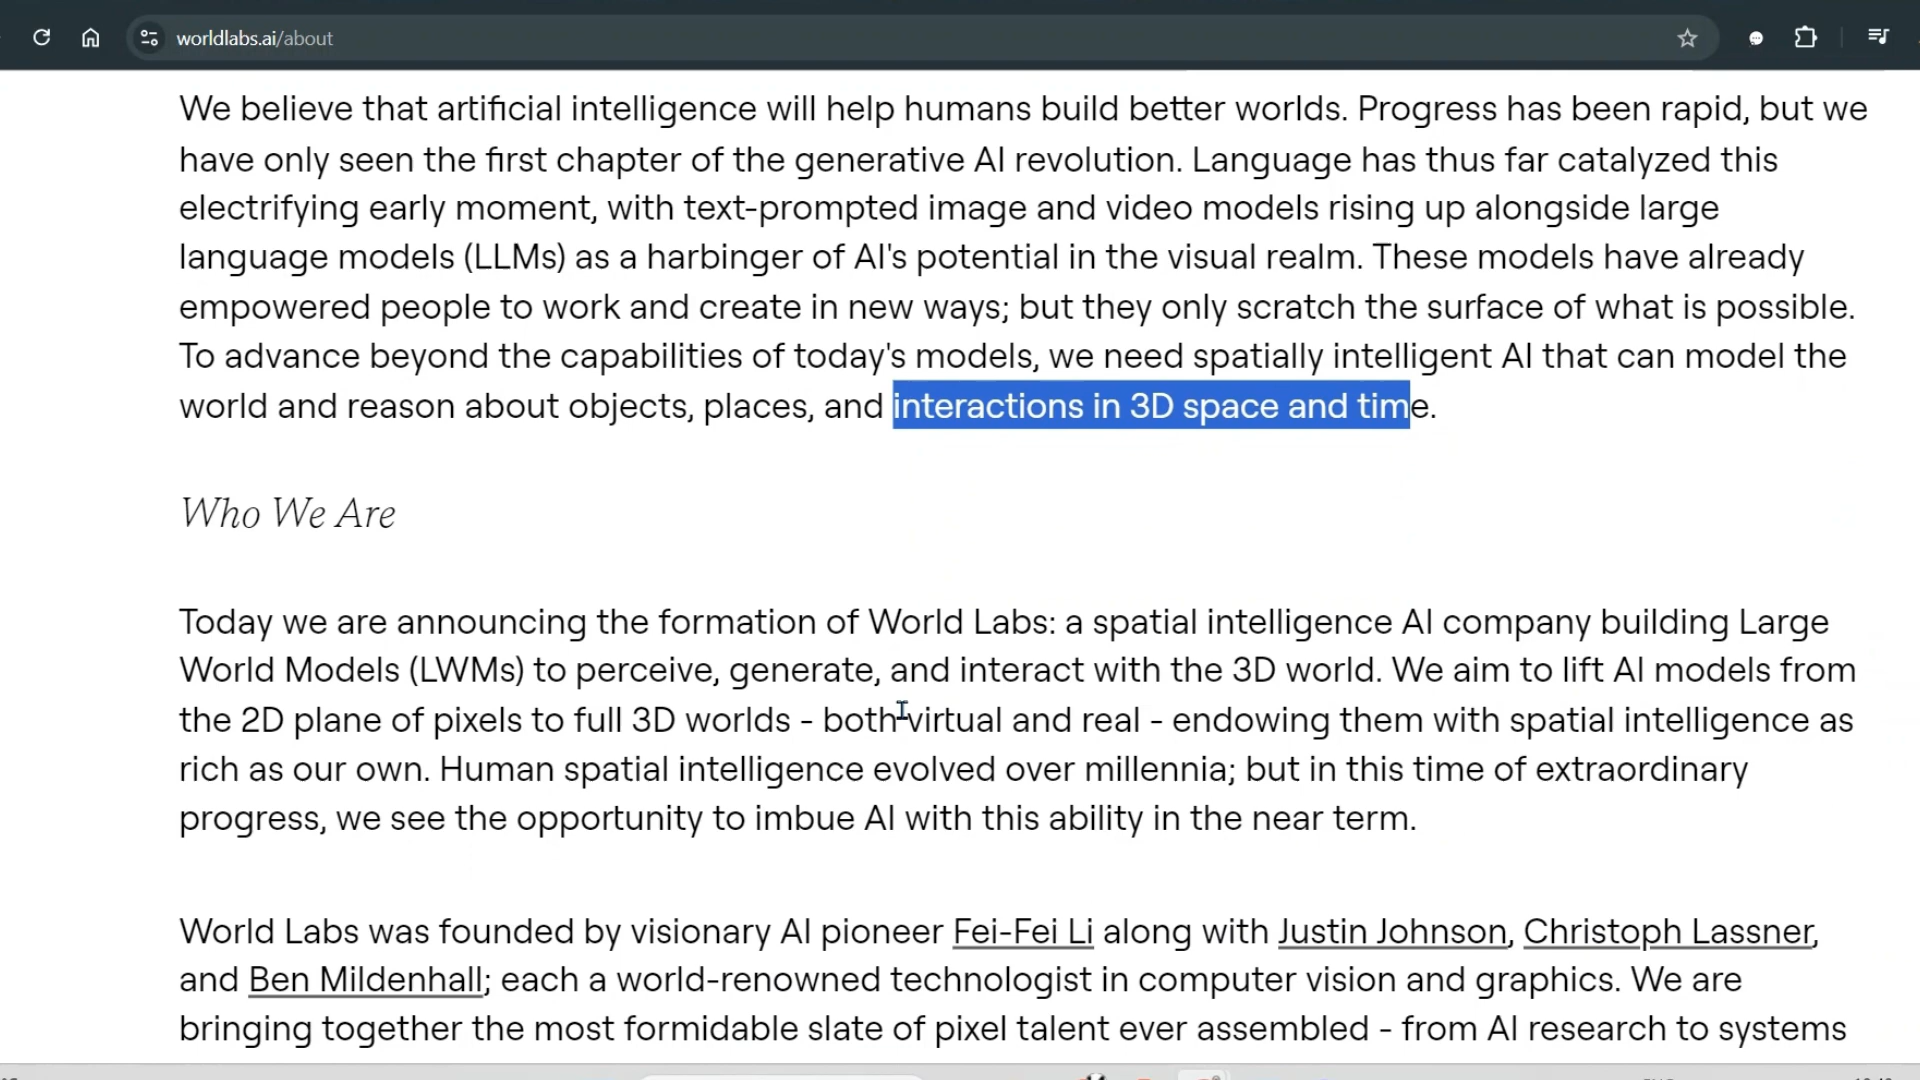 worldlabs.ai/about
We believe that artificial intelligence will help humans build better worlds. Progress has been rapid, but we
have only seen the first chapter of the generative AI revolution. Language has thus far catalyzed this
electrifying early moment, with text-prompted image and video models rising up alongside large
language models (LLMs) as a harbinger of AI's potential in the visual realm. These models have already
empowered people to work and create in new ways; but they only scratch the surface of what is possible.
To advance beyond the capabilities of today's models, we need spatially intelligent AI that can model the
world and reason about objects, places, and interactions in 3D space and time.
Who We Are
Today we are announcing the formation of World Labs: a spatial intelligence AI company building Large
World Models (LWMs) to perceive, generate, and interact with the 3D world. We aim to lift AI models from
the 2D plane of pixels to full 3D worlds - both virtual and real - endowing them with spatial intelligence as
rich as our own. Human spatial intelligence evolved over millennia; but in this time of extraordinary
progress, we see the opportunity to imbue AI with this ability in the near term.
World Labs was founded by visionary AI pioneer Fei-Fei Li along with Justin Johnson, Christoph Lassner,
and Ben Mildenhall; each a world-renowned technologist in computer vision and graphics. We are
bringing together the most formidable slate of pixel talent ever assembled - from AI research to systems